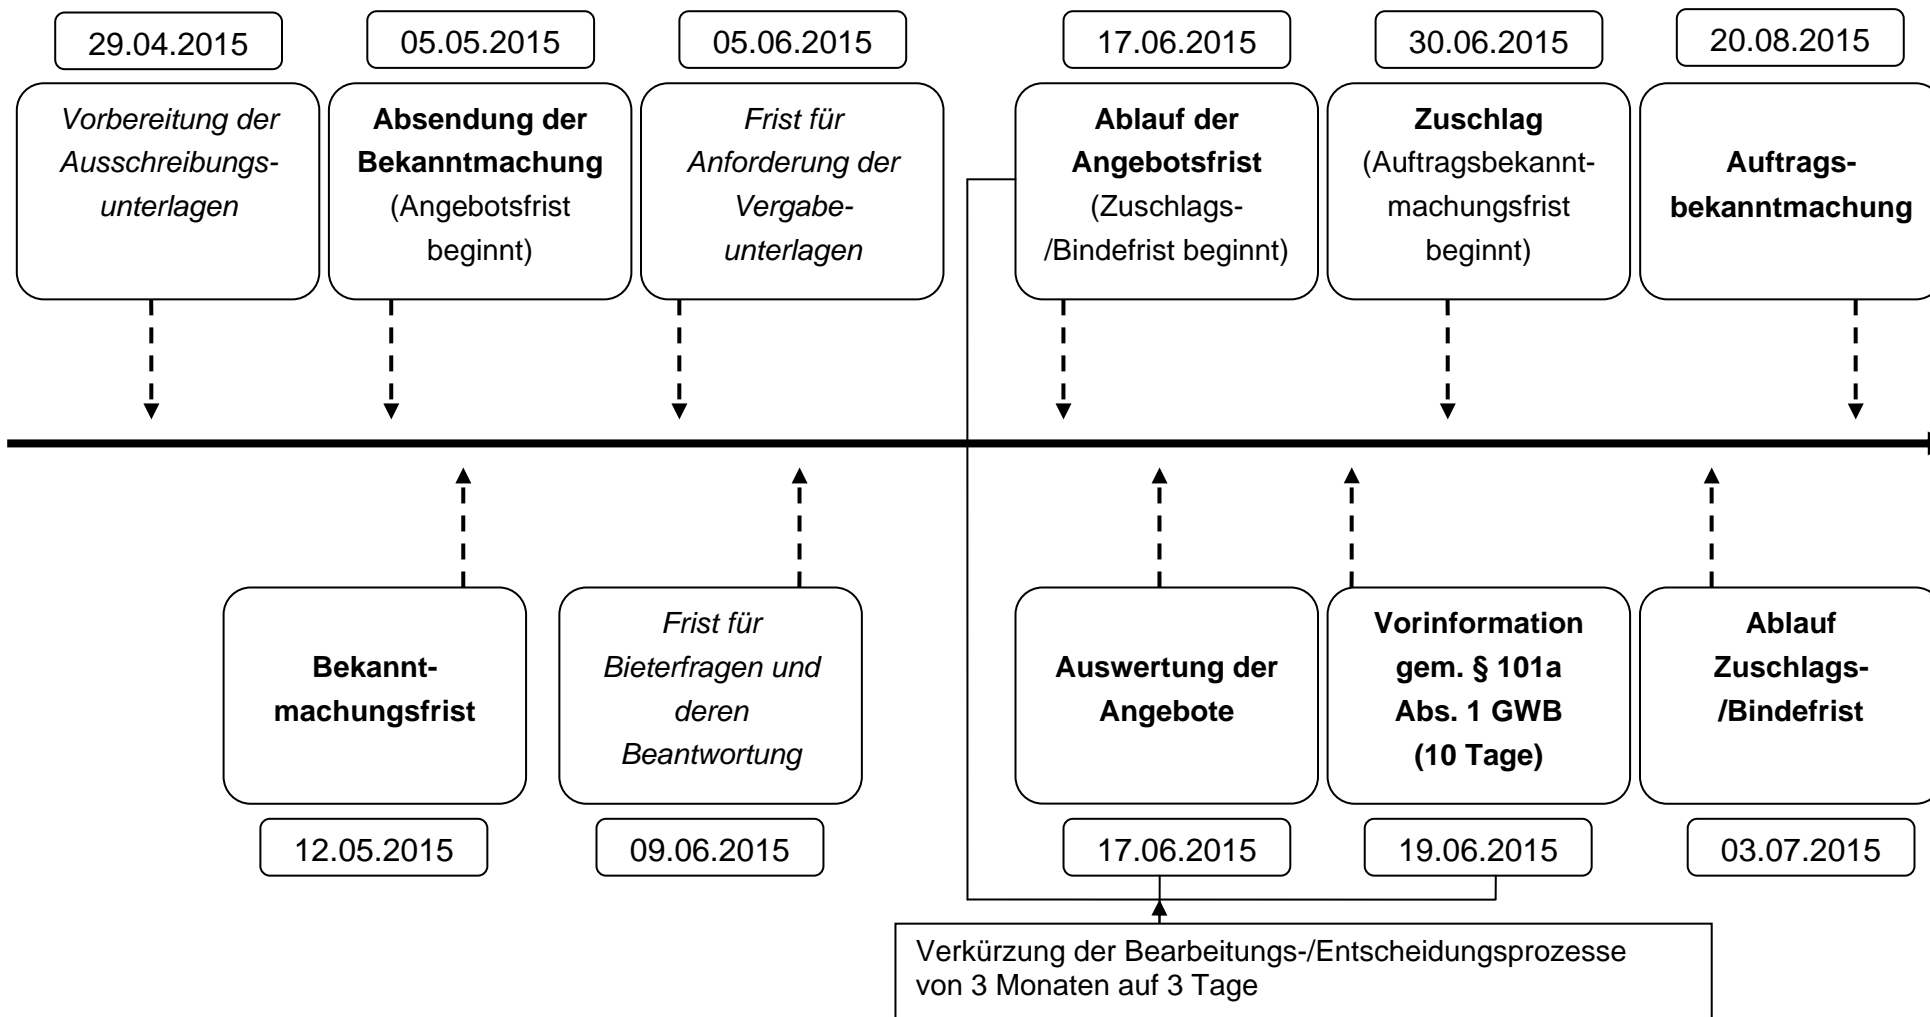 29.04.2015
Vorbereitung der
Ausschreibungs-
unterlagen
05.05.2015
Absendung der
Bekanntmachung
(Angebotsfrist
beginnt)
05.06.2015
Frist für
Anforderung der
Vergabe-
unterlagen
17.06.2015
Ablauf der
Angebotsfrist
(Zuschlags-
/Bindefrist beginnt)
30.06.2015
Zuschlag
(Auftragsbekannt-
machungsfrist
beginnt)
20.08.2015
Auftrags-
bekanntmachung
Bekannt-
machungsfrist
12.05.2015
Frist für
Bieterfragen und
deren
Beantwortung
09.06.2015
Auswertung der
Angebote
17.06.2015
Vorinformation
gem. § 101a
Abs. 1 GWB
(10 Tage)
19.06.2015
Ablauf
Zuschlags-
/Bindefrist
03.07.2015
Verkürzung der Bearbeitungs-/Entscheidungsprozesse
von 3 Monaten auf 3 Tage